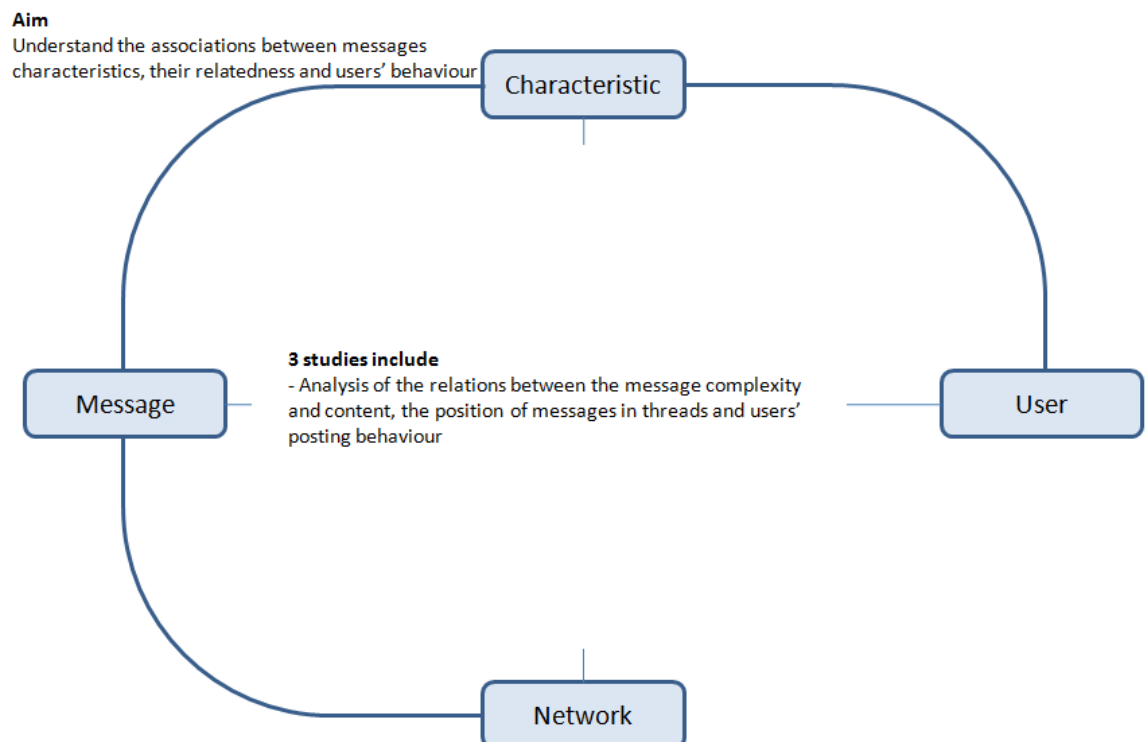 Aim
Understand the associations between messages
characteristics, their relatedness and users' behaviour
Characteristic
3 studies include
- Analysis of the relations between the message complexity
and content, the position of messages in threads and users'
posting behaviour
Message
User
Network